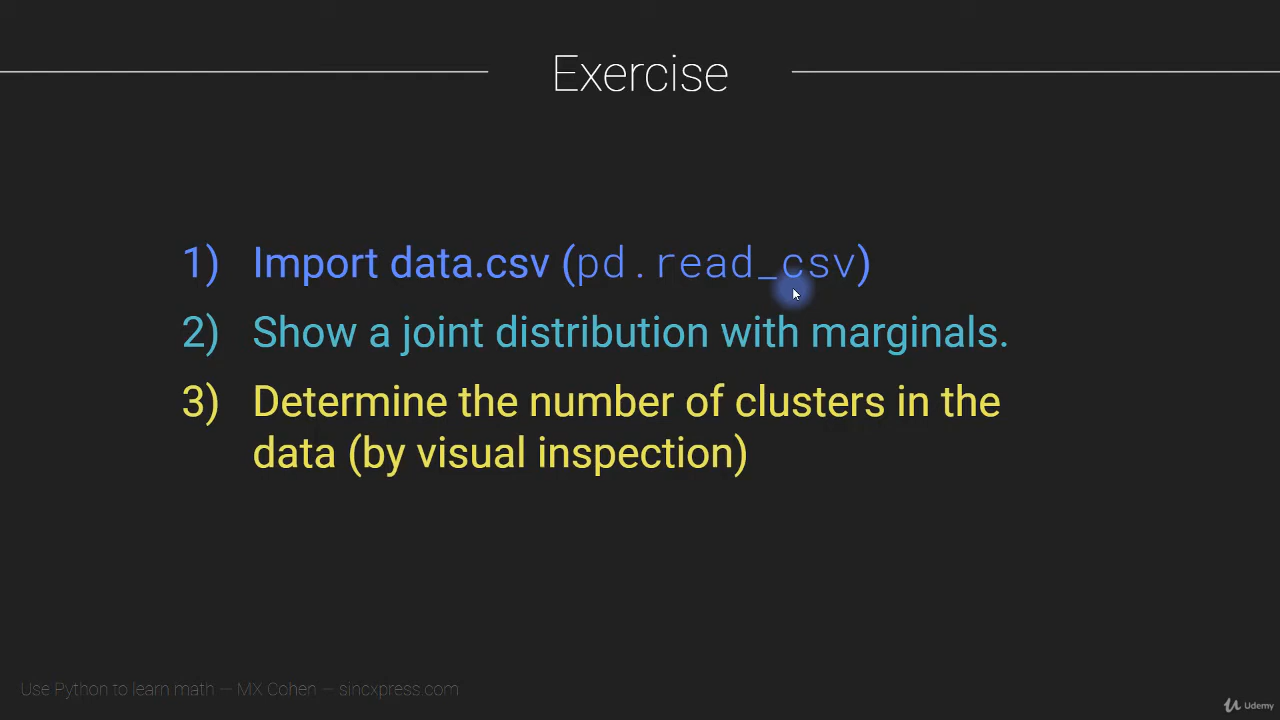 Exercise
1) Import data.csv (pd.read_csv)
2) Show a joint distribution with marginals.
3) Determine the number of clusters in the
data (by visual inspection)
Use Python to learn math — MX Cohen — sincxpress.com
Udemy